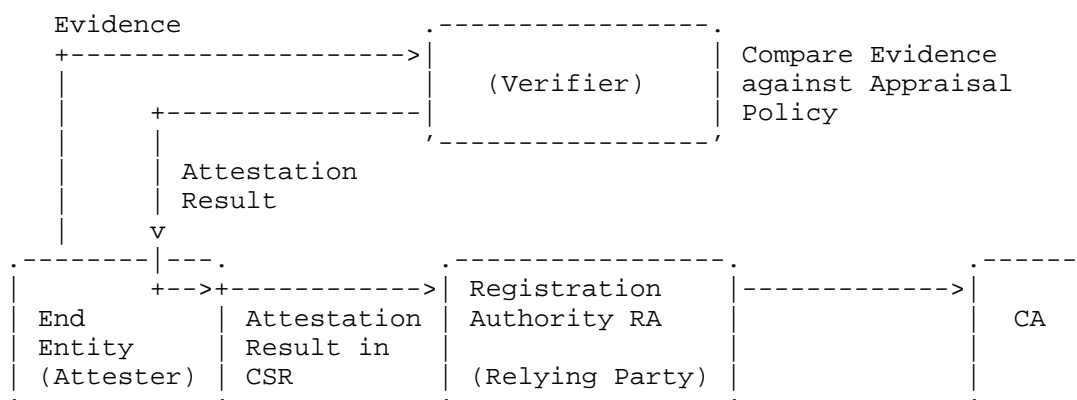 Evidence
Compare Evidence
(Verifier) against Appraisal
Policy
Attestation
Result
v
Registration
End Attestation Authority RA CA
Entity Result in
(Attester) CSR (Relying Party)